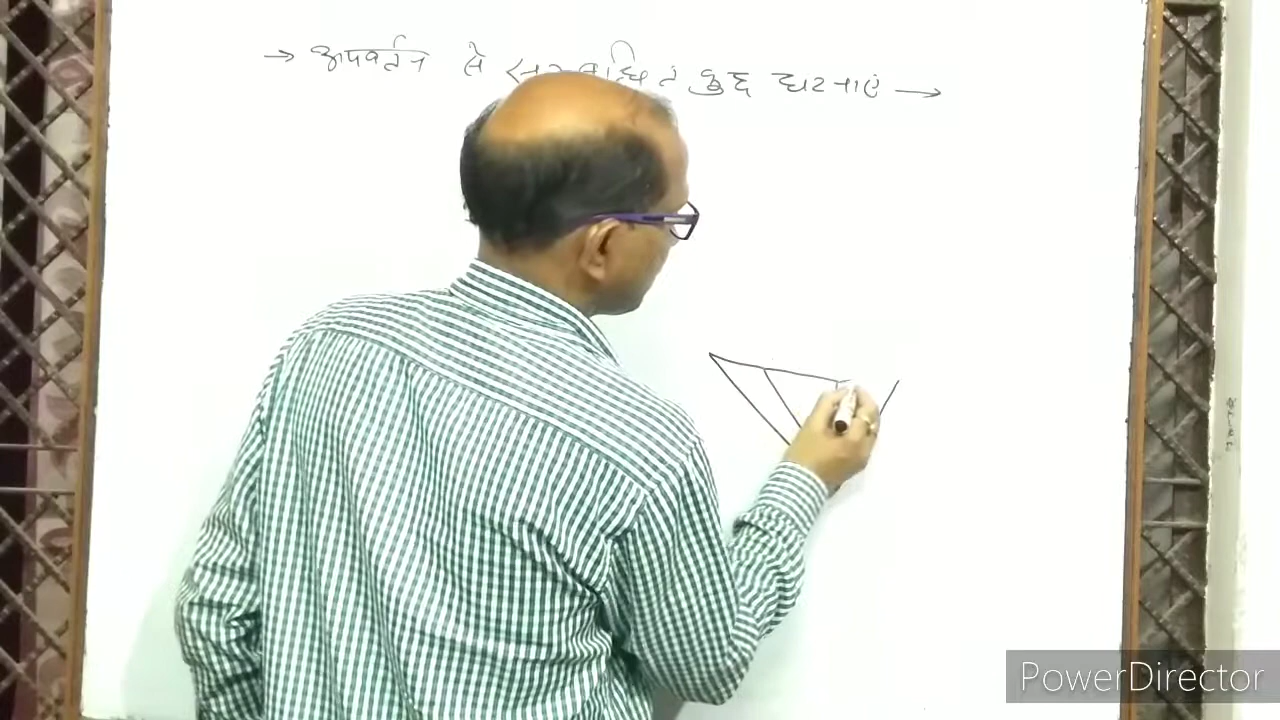 → अपवर्तन से सम्बन्धित कुछ घटनाएं →
PowerDirector